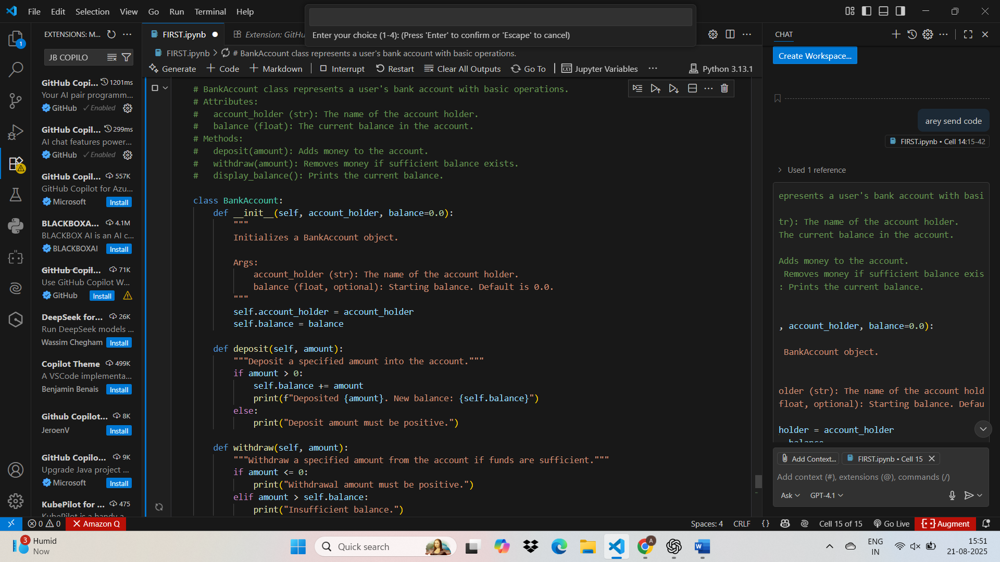 File Edit Selection View Go Run Terminal Help
Enter your choice (1-4): (Press 'Enter' to confirm or 'Escape' to cancel)
1
EXTENSIONS: M...
JB COPILO
GitHub Copi... 1201ms
Your AI pair programm...
GitHub Enabled
GitHub Copil... 299ms
AI chat features power...
GitHub Enabled
GitHub Copil... 557K
GitHub Copilot for Azu...
Microsoft Install
BLACKBOXA... 4.1M
BLACKBOX AI is an AI c...
BLACKBOXAI Install
GitHub Copil... 71K
Use GitHub Copilot W...
GitHub Install
DeepSeek for... 26K
Run DeepSeek models ...
Wassim Chegham Install
Copilot Theme 499K
A VSCode implementa...
Benjamin Benais Install
Github Copilot... 8K
JeroenV Install
GitHub Copilo... 9K
Upgrade Java project ...
Microsoft Install
KubePilot for ... 475
KubePilot is a handy a
FIRST.ipynb Extension: GitHu
FIRST.ipynb > # BankAccount class represents a user's bank account with basic operations.
Generate Code Markdown Interrupt Restart Clear All Outputs Go To Jupyter Variables ... Python 3.13.1
# BankAccount class represents a user's bank account with basic operations.
# Attributes:
#   account_holder (str): The name of the account holder.
#   balance (float): The current balance in the account.
# Methods:
#   deposit(amount): Adds money to the account.
#   withdraw(amount): Removes money if sufficient balance exists.
#   display_balance(): Prints the current balance.
class BankAccount:
def __init__(self, account_holder, balance=0.0):
"""
Initializes a BankAccount object.
Args:
account_holder (str): The name of the account holder.
balance (float, optional): Starting balance. Default is 0.0.
"""
self.account_holder = account_holder
self.balance = balance
def deposit(self, amount):
"""Deposit a specified amount into the account."""
if amount > 0:
self.balance += amount
print(f"Deposited {amount}. New balance: {self.balance}")
else:
print("Deposit amount must be positive.")
def withdraw(self, amount):
"""Withdraw a specified amount from the account if funds are sufficient."""
if amount <= 0:
print("Withdrawal amount must be positive.")
elif amount > self.balance:
print("Insufficient balance.")
CHAT
Create Workspace...
arey send code
FIRST.ipynb • Cell 14:15-42
Used 1 reference
epresents a user's bank account with basi
tr): The name of the account holder.
The current balance in the account.
Adds money to the account.
Removes money if sufficient balance exis
: Prints the current balance.
, account_holder, balance=0.0):
BankAccount object.
older (str): The name of the account hold
float, optional): Starting balance. Defau
holder = account_holder
balance
Add Context... FIRST.ipynb • Cell 15
Add context (#), extensions (@), commands (/)
Ask GPT-4.1
0 0 Amazon Q
Spaces: 4 CRLF {} Cell 15 of 15 Go Live Augment
3 Humid
Now
Quick search
A
W
ENG
IN
15:51
21-08-2025